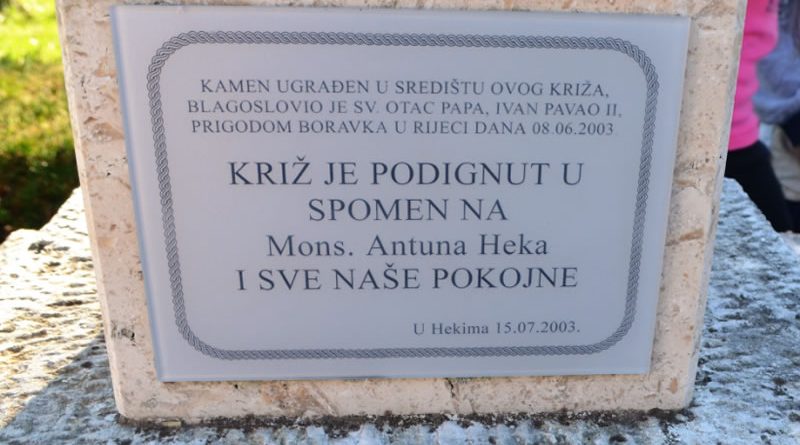 KAMEN UGRAĐEN U SREDIŠTU OVOG KRIŽA,
BLAGOSLOVIO JE SV. OTAC PAPA, IVAN PAVAO II,
PRIGODOM BORAVKA U RIJECI DANA 08.06.2003
KRIŽ JE PODIGNUT U
SPOMEN NA
Mons. Antuna Heka
I SVE NAŠE POKOJNE
U Hekima 15.07.2003.